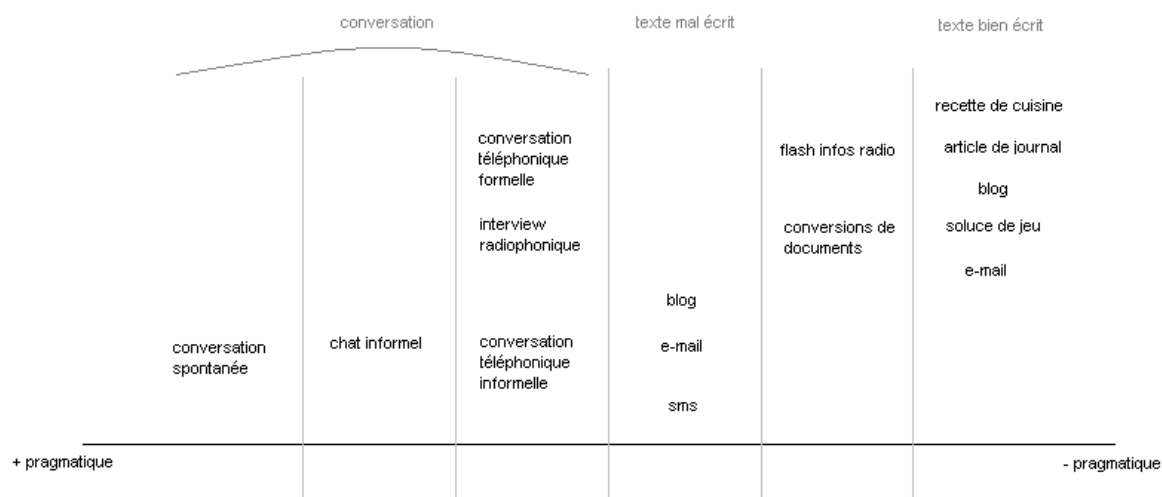 conversation
texte mal écrit
texte bien écrit
recette de cuisine
conversation
téléphonique
formelle
flash infos radio
article de journal
blog
interview
radiophonique
conversions de
documents
soluce de jeu
e-mail
blog
conversation
spontanée
chat informel
conversation
téléphonique
informelle
e-mail
sms
+ pragmatique
- pragmatique